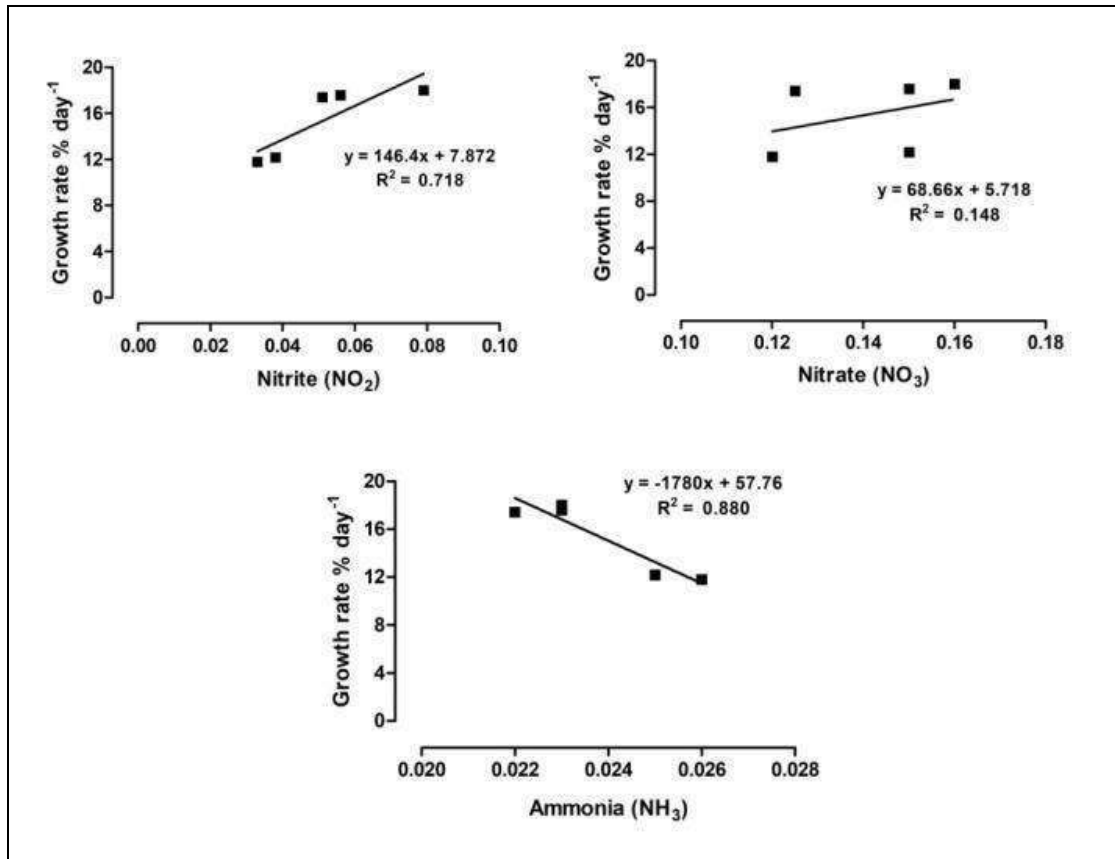 Growth rate % day⁻¹
20
16
12
8
4
0
y = 146.4x + 7.872
R² = 0.718
0.00 0.02 0.04 0.06 0.08 0.10
Nitrite (NO₂)
Growth rate % day⁻¹
20
16
12
8
4
0
y = 68.66x + 5.718
R² = 0.148
0.10 0.12 0.14 0.16 0.18
Nitrate (NO₃)
Growth rate % day⁻¹
20
16
12
8
4
0
y = -1780x + 57.76
R² = 0.880
0.020 0.022 0.024 0.026 0.028
Ammonia (NH₃)